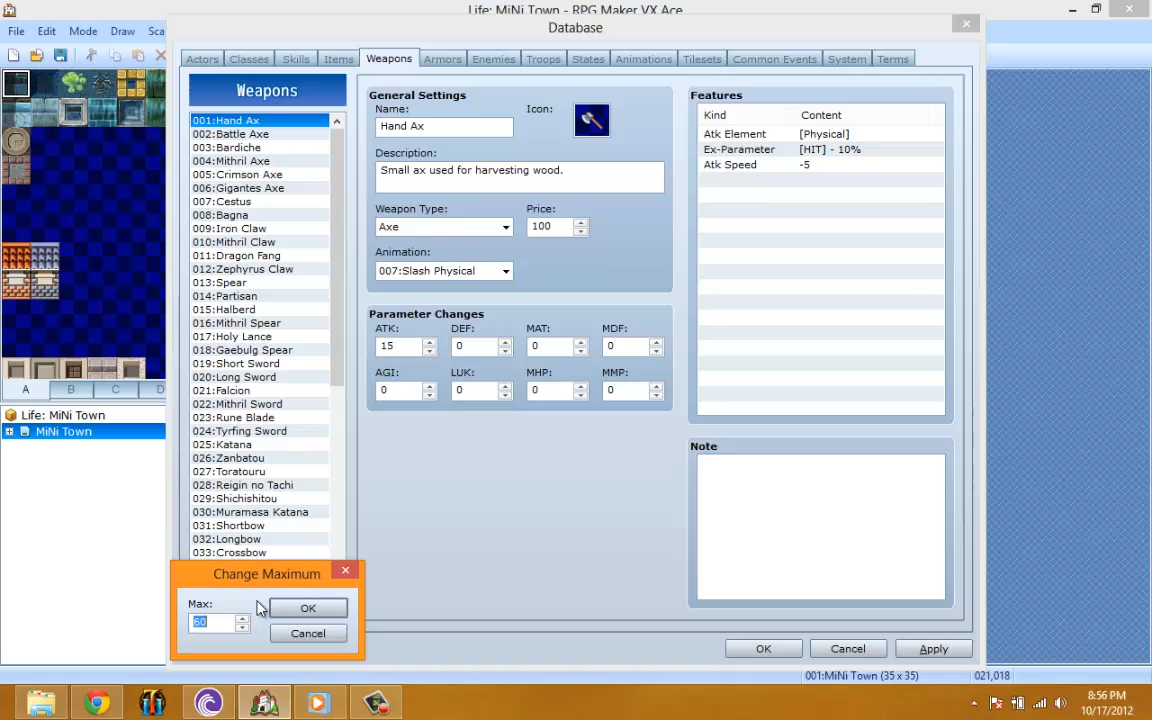 Life: MiNi Town - RPG Maker VX Ace
Database
File Edit Mode Draw Sca
Actors Classes Skills Items Weapons Armors Enemies Troops States Animations Tilesets Common Events System Terms
Weapons
001:Hand Ax
002:Battle Axe
003:Bardiche
004:Mithril Axe
005:Crimson Axe
006:Gigantes Axe
007:Cestus
008:Bagna
009:Iron Claw
010:Mithril Claw
011:Dragon Fang
012:Zephyrus Claw
013:Spear
014:Partisan
015:Halberd
016:Mithril Spear
017:Holy Lance
018:Gaebulg Spear
019:Short Sword
020:Long Sword
021:Falcion
022:Mithril Sword
023:Rune Blade
024:Tyrfing Sword
025:Katana
026:Zanbatou
027:Toratouru
028:Reigin no Tachi
029:Shichishitou
030:Muramasa Katana
031:Shortbow
032:Longbow
033:Crossbow
General Settings
Name: Icon:
Hand Ax
Description:
Small ax used for harvesting wood.
Weapon Type: Price:
Axe 100
Animation:
007:Slash Physical
Parameter Changes
ATK: DEF: MAT: MDF:
15 0 0 0
AGI: LUK: MHP: MMP:
0 0 0 0
Features
Kind Content
Atk Element [Physical]
Ex-Parameter [HIT] - 10%
Atk Speed -5
Note
A B C D
Life: MiNi Town
MiNi Town
Change Maximum
Max:
60
OK
Cancel
OK Cancel Apply
001:MiNi Town (35 x 35) 021,018
8:56 PM
10/17/2012